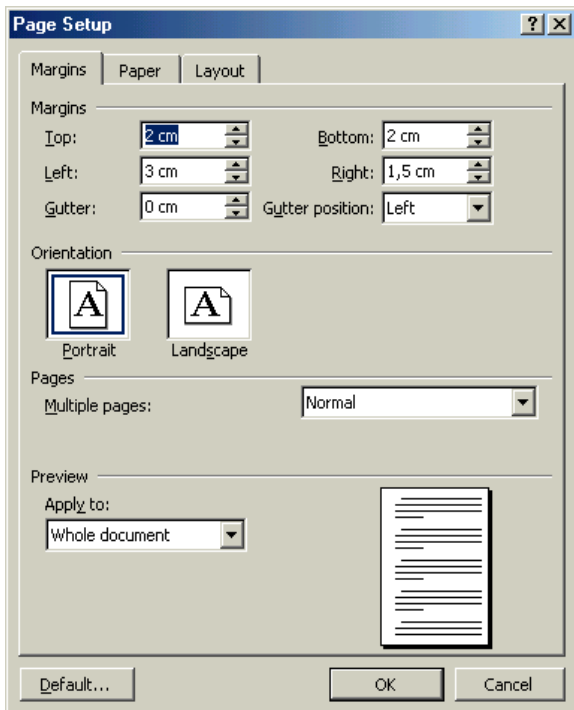 Page Setup
Margins Paper Layout
Margins
Top: 2 cm Bottom: 2 cm
Left: 3 cm Right: 1,5 cm
Gutter: 0 cm Gutter position: Left
Orientation
A A
Portrait Landscape
Pages
Multiple pages: Normal
Preview
Apply to:
Whole document
Default... OK Cancel